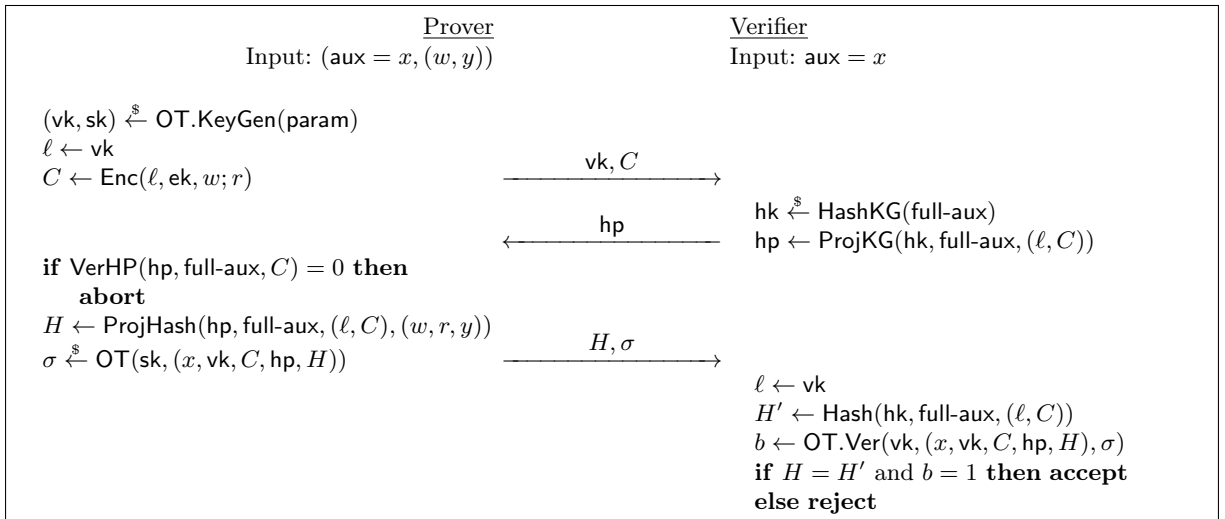 Prover
Verifier
Input: (aux = x, (w, y))
Input: aux = x
(vk, sk) ←$ OT.KeyGen(param)
ℓ ← vk
C ← Enc(ℓ, ek, w; r)
vk, C
hk ←$ HashKG(full-aux)
hp
hp ← ProjKG(hk, full-aux, (ℓ, C))
if VerHP(hp, full-aux, C) = 0 then
abort
H ← ProjHash(hp, full-aux, (ℓ, C), (w, r, y))
σ ←$ OT(sk, (x, vk, C, hp, H))
H, σ
ℓ ← vk
H′ ← Hash(hk, full-aux, (ℓ, C))
b ← OT.Ver(vk, (x, vk, C, hp, H), σ)
if H = H′ and b = 1 then accept
else reject